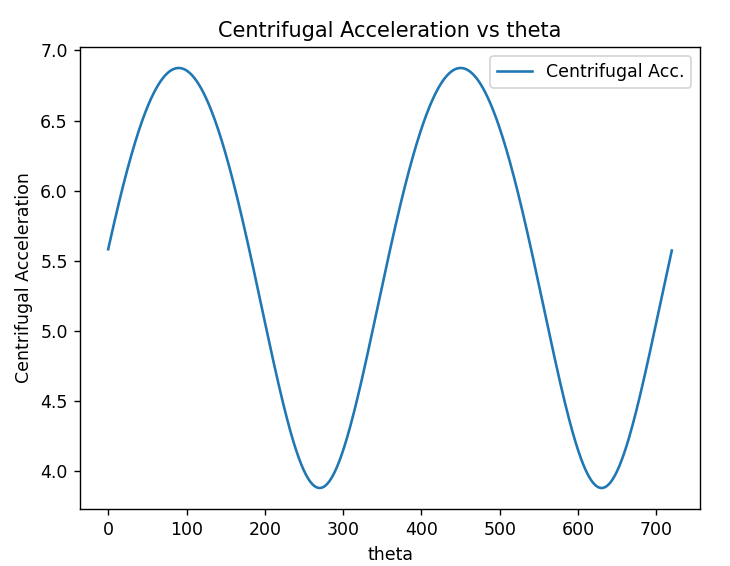 Centrifugal Acceleration vs theta
Centrifugal Acc.
Centrifugal Acceleration
7.0
6.5
6.0
5.5
5.0
4.5
4.0
0 100 200 300 400 500 600 700
theta